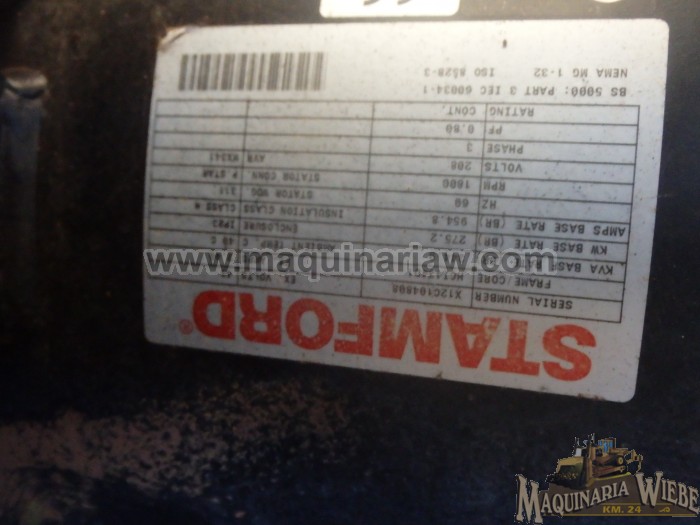 STAMFORD®
SERIAL NUMBER X12C104808
FRAME/CORE
KVA BASE
KW BASE RATE (BR) 275.2 AMBIENT TEMP
AMPS BASE RATE (BR) 954.8 ENCLOSURE IP23
HZ 60 INSULATION CLASS CLASS H
RPM 1800 STATOR WDG 311
VOLTS 208 STATOR CONN P STAR
PHASE 3 AVR MX341
PF 0.80
RATING CONT.
BS 5000: PART 3 IEC 60034-1
NEMA MG 1-32 ISO 8528-3
www.maquinariaw.com
MAQUINARIA WIEBE
KM. 24